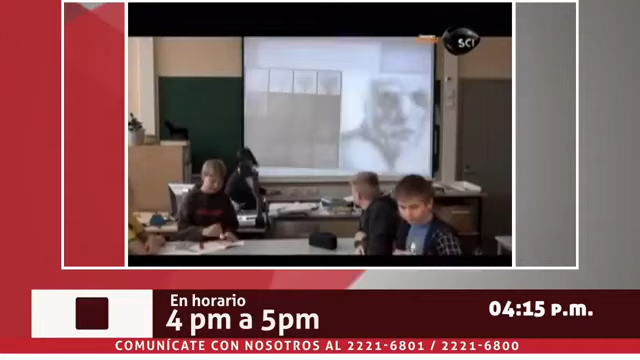 SCI
En horario
4 pm a 5pm
04:15 p.m.
COMUNÍCATE CON NOSOTROS AL 2221-6801 / 2221-6800